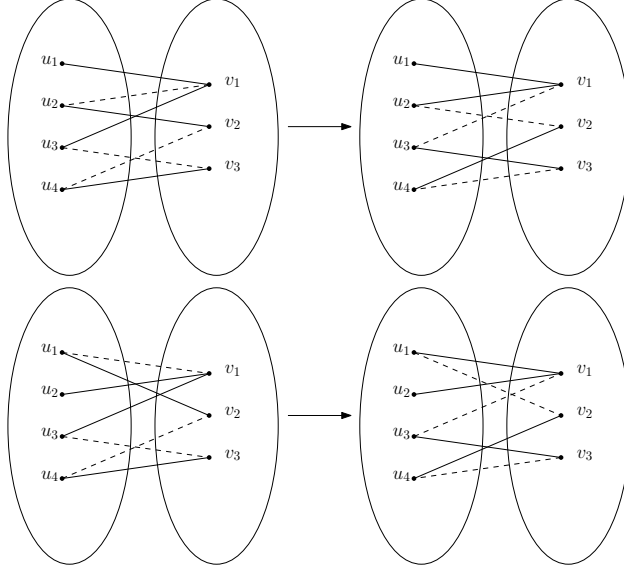 u₁ v₁ u₁ v₁
u₂ v₂ u₂ v₂
u₃ v₃ u₃ v₃
u₄ u₄
u₁ v₁ u₁ v₁
u₂ v₂ u₂ v₂
u₃ v₃ u₃ v₃
u₄ u₄